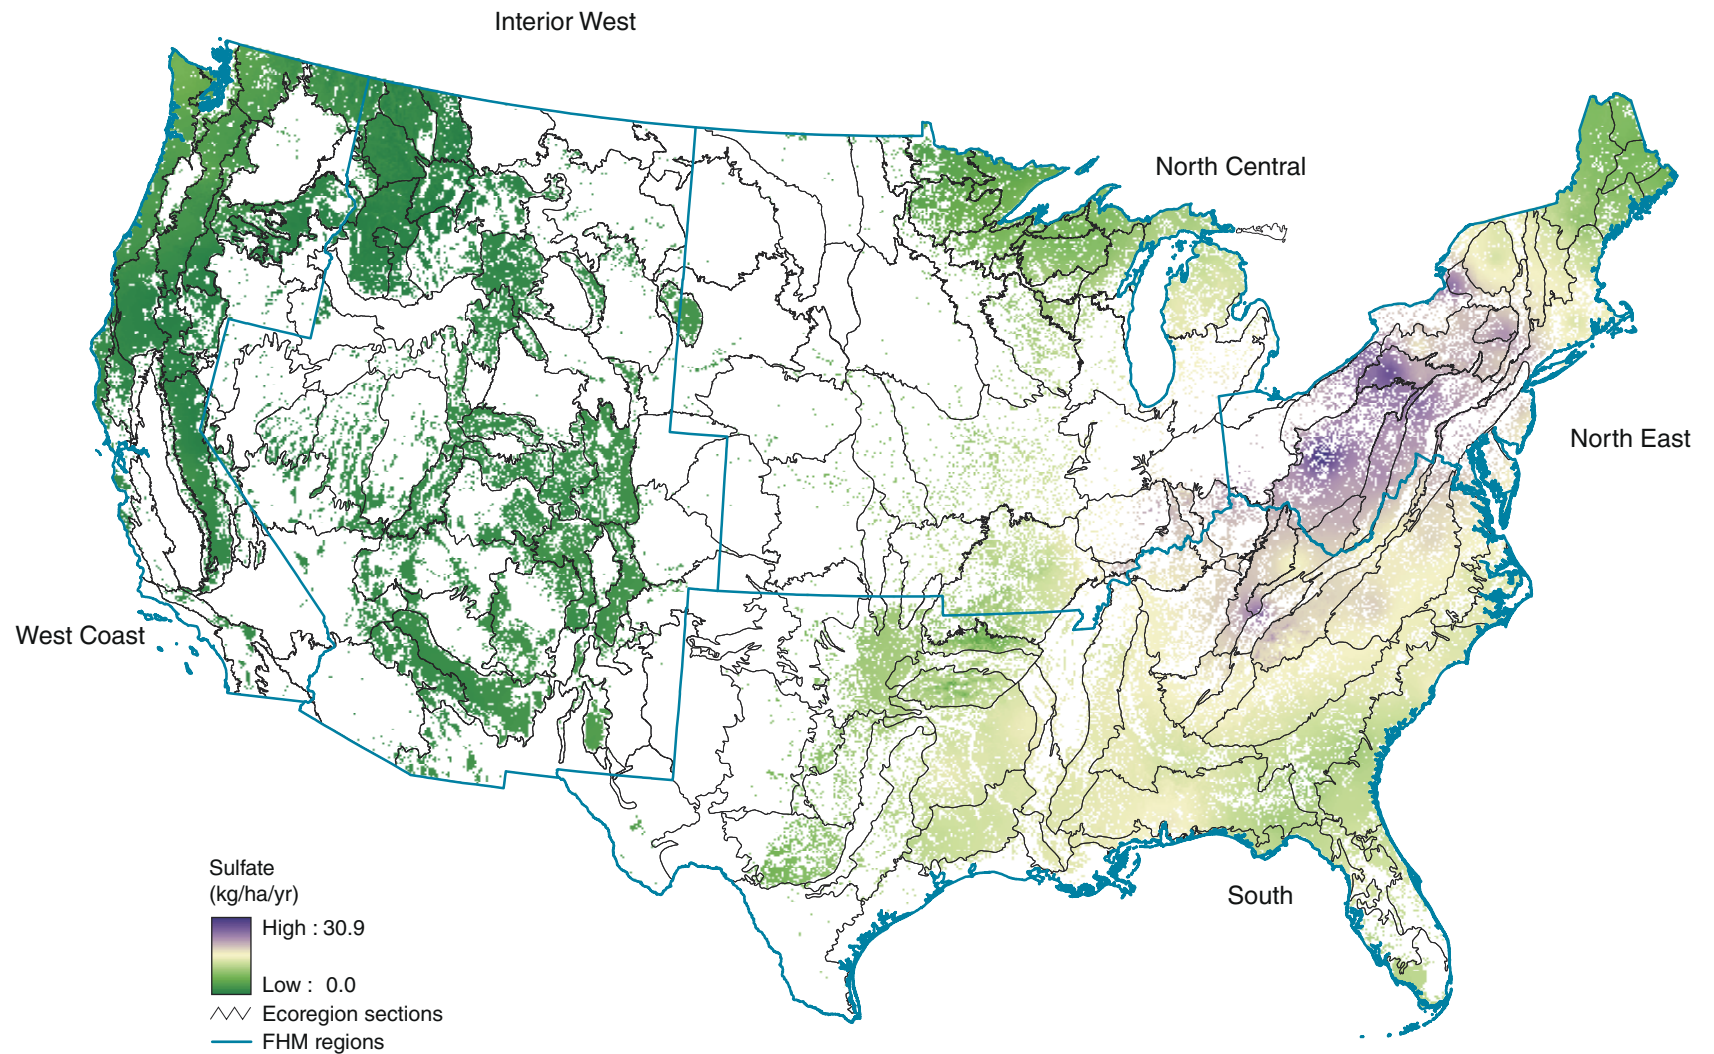 Interior West
North Central
North East
West Coast
South
Sulfate
(kg/ha/yr)
High : 30.9
Low : 0.0
Ecoregion sections
FHM regions